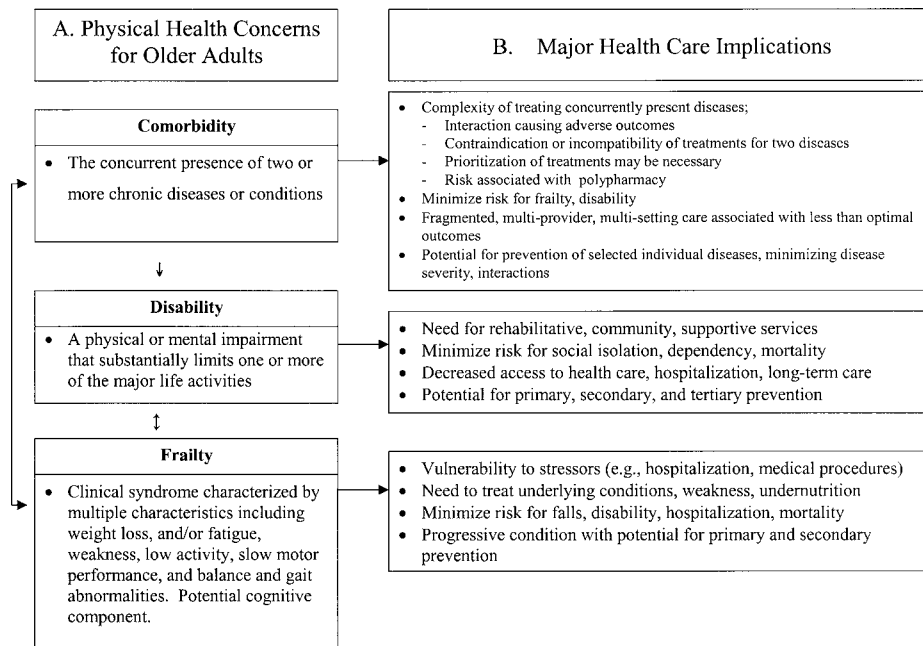 A. Physical Health Concerns
for Older Adults
B. Major Health Care Implications
Comorbidity
• The concurrent presence of two or
more chronic diseases or conditions
• Complexity of treating concurrently present diseases;
- Interaction causing adverse outcomes
- Contraindication or incompatibility of treatments for two diseases
- Prioritization of treatments may be necessary
- Risk associated with polypharmacy
• Minimize risk for frailty, disability
• Fragmented, multi-provider, multi-setting care associated with less than optimal
outcomes
• Potential for prevention of selected individual diseases, minimizing disease
severity, interactions
Disability
• A physical or mental impairment
that substantially limits one or more
of the major life activities
• Need for rehabilitative, community, supportive services
• Minimize risk for social isolation, dependency, mortality
• Decreased access to health care, hospitalization, long-term care
• Potential for primary, secondary, and tertiary prevention
Frailty
• Clinical syndrome characterized by
multiple characteristics including
weight loss, and/or fatigue,
weakness, low activity, slow motor
performance, and balance and gait
abnormalities. Potential cognitive
component.
• Vulnerability to stressors (e.g., hospitalization, medical procedures)
• Need to treat underlying conditions, weakness, undernutrition
• Minimize risk for falls, disability, hospitalization, mortality
• Progressive condition with potential for primary and secondary
prevention